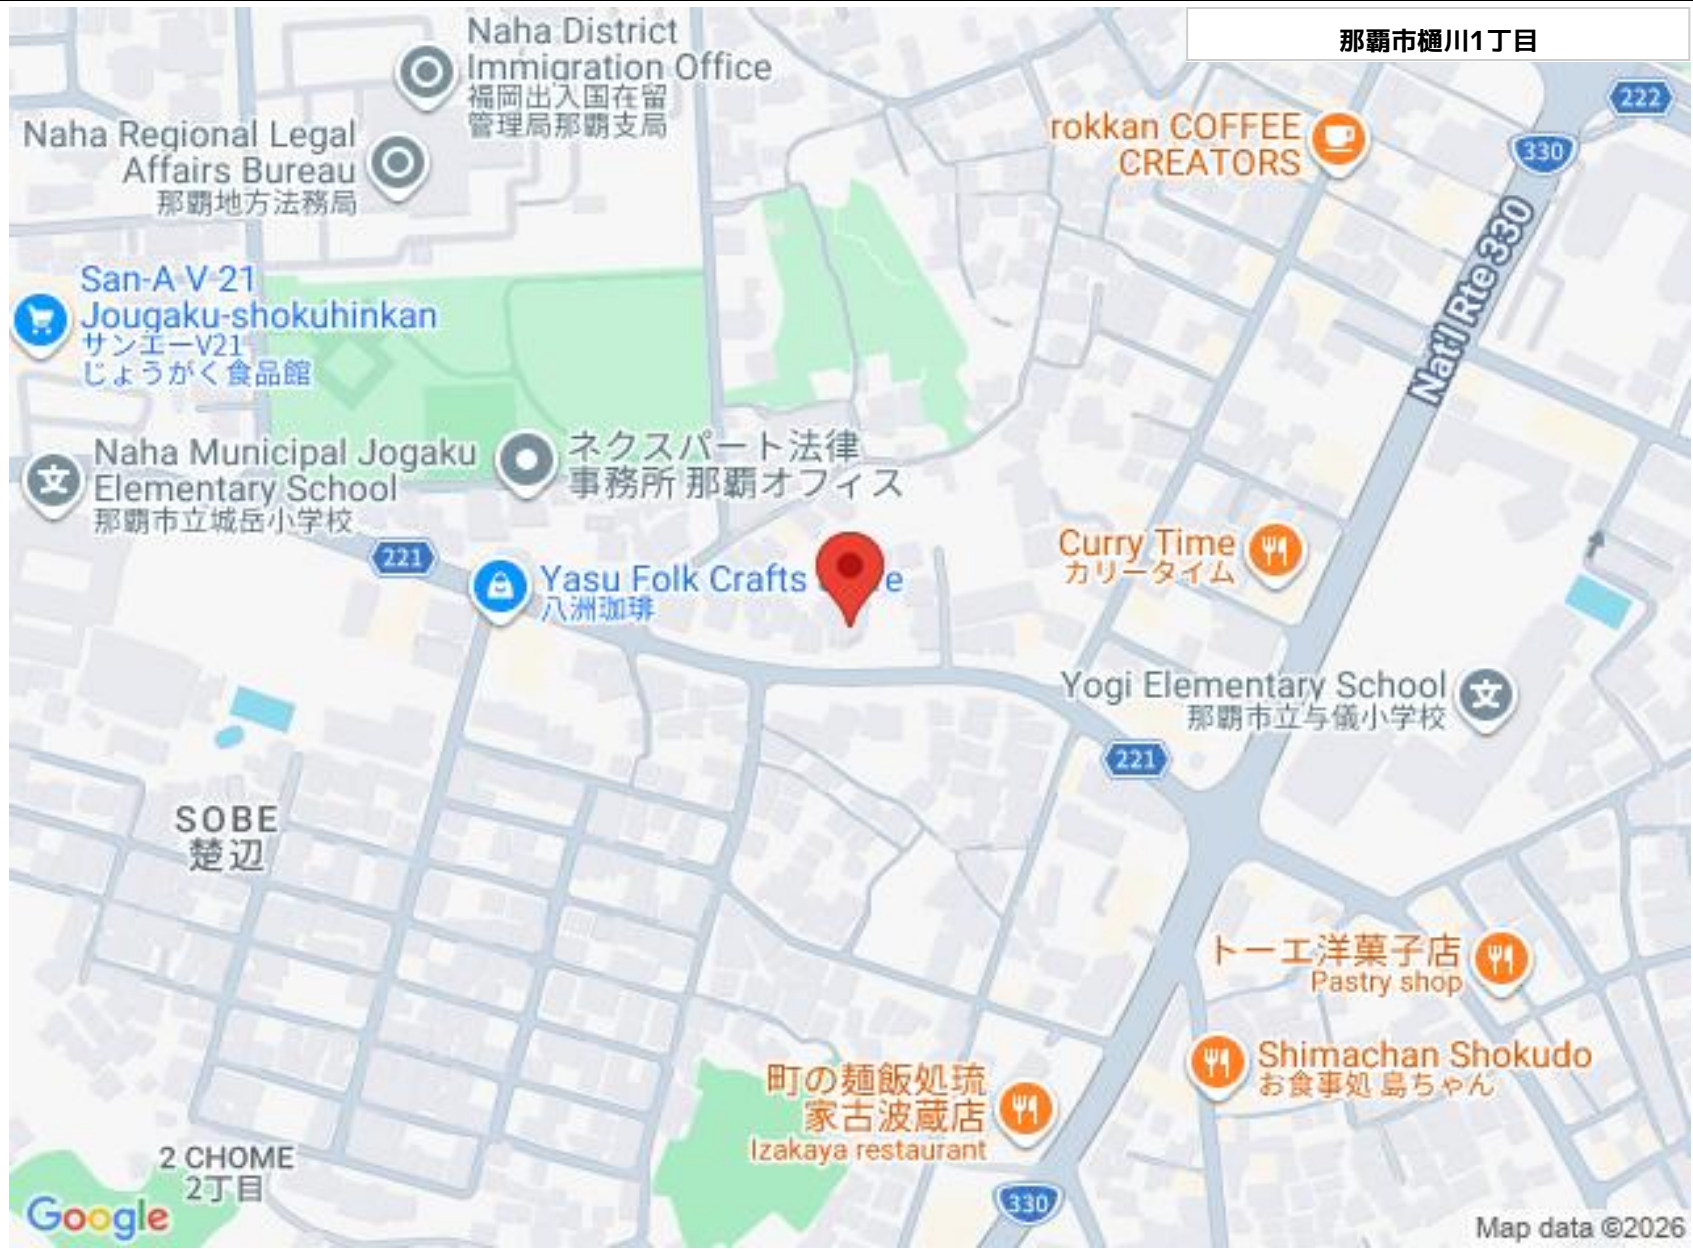 那覇市樋川1丁目
Naha District
Immigration Office
福岡出入国在留
管理局那覇支局
222
330
rokkan COFFEE
CREATORS
Naha Regional Legal
Affairs Bureau
那覇地方法務局
Nat'l Rte 330
San-A V-21
Jougaku-shokuhinkan
サンエーV21
じょうがく食品館
ネクスパート法律
事務所 那覇オフィス
Naha Municipal Jogaku
Elementary School
那覇市立城岳小学校
文
221
Curry Time
カリータイム
Yasu Folk Crafts
八洲珈琲
Yogi Elementary School
那覇市立与儀小学校
文
221
SOBE
楚辺
トーエ洋菓子店
Pastry shop
Shimachan Shokudo
お食事処 島ちゃん
町の麺飯処琉
家古波蔵店
Izakaya restaurant
2 CHOME
2丁目
330
Google
Map data ©2026